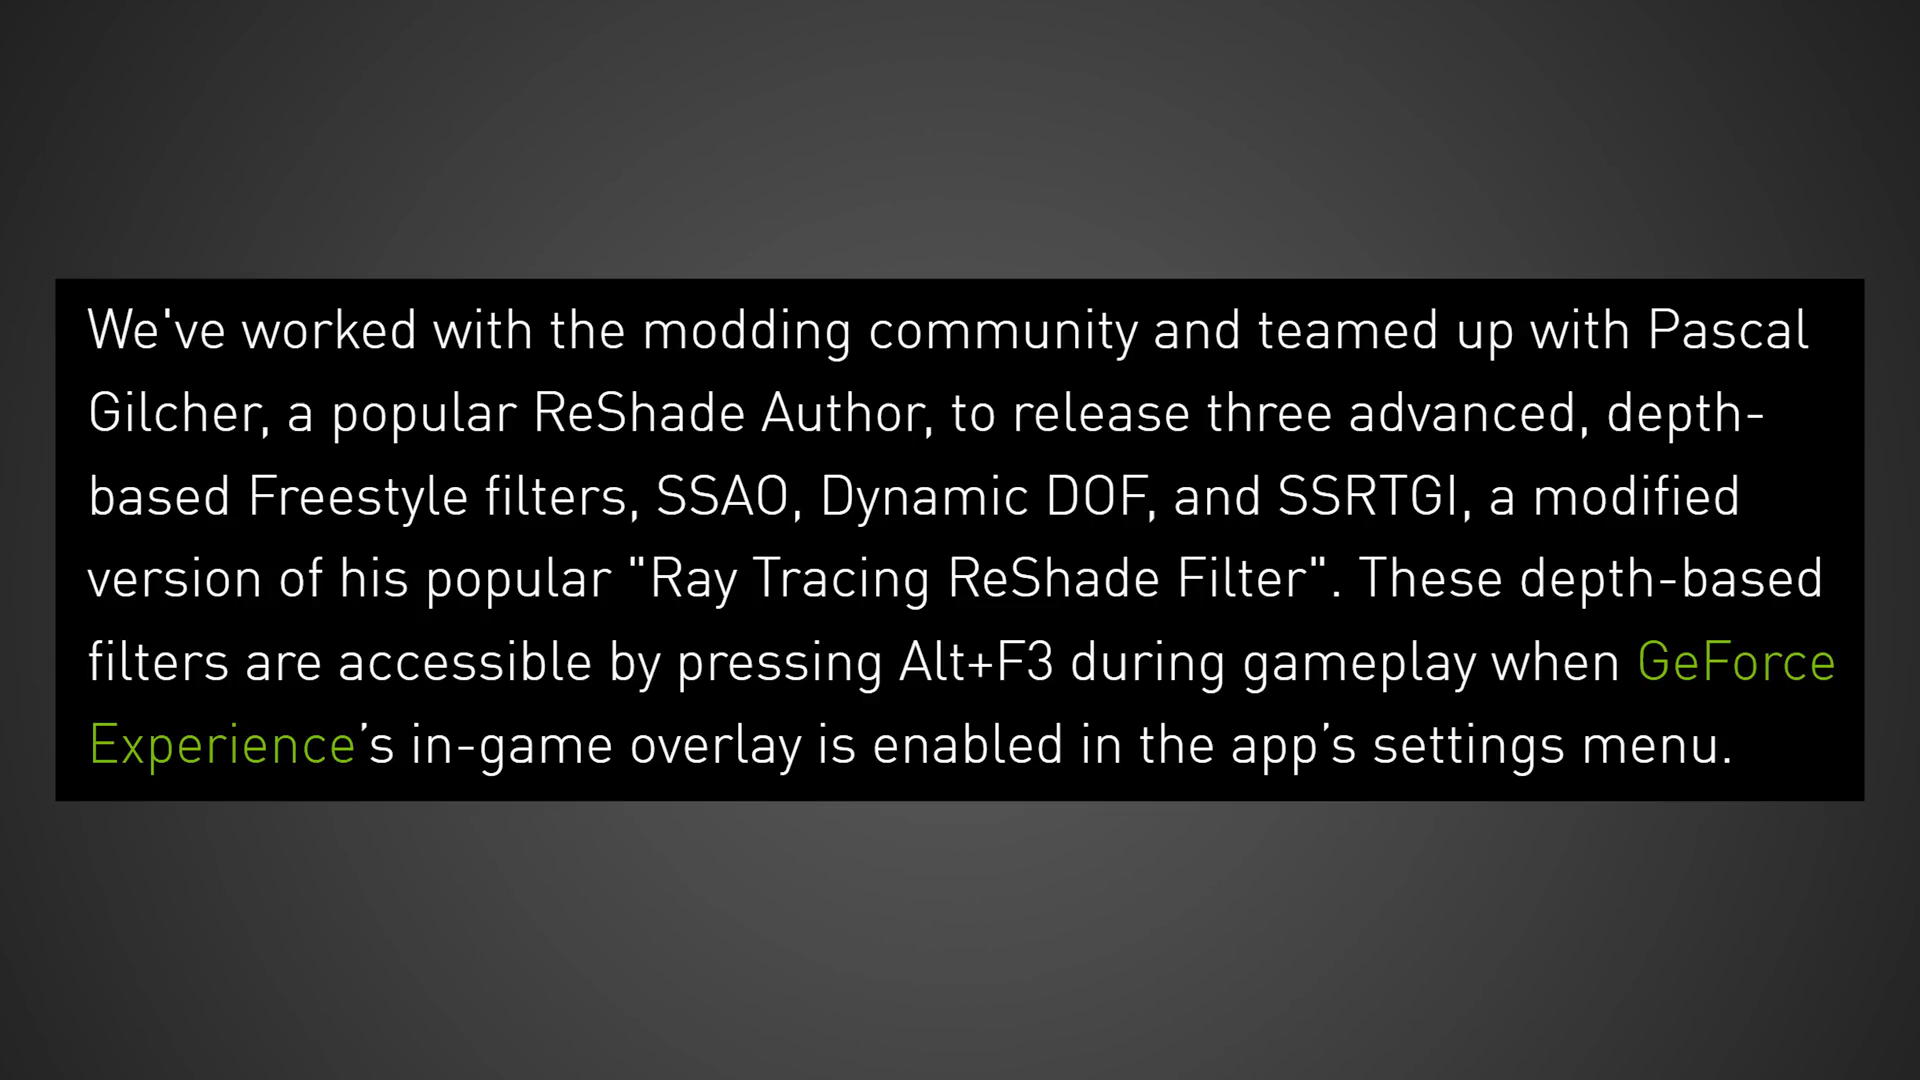 We've worked with the modding community and teamed up with Pascal
Gilcher, a popular ReShade Author, to release three advanced, depth-
based Freestyle filters, SSAO, Dynamic DOF, and SSRTGI, a modified
version of his popular "Ray Tracing ReShade Filter". These depth-based
filters are accessible by pressing Alt+F3 during gameplay when GeForce
Experience’s in-game overlay is enabled in the app’s settings menu.